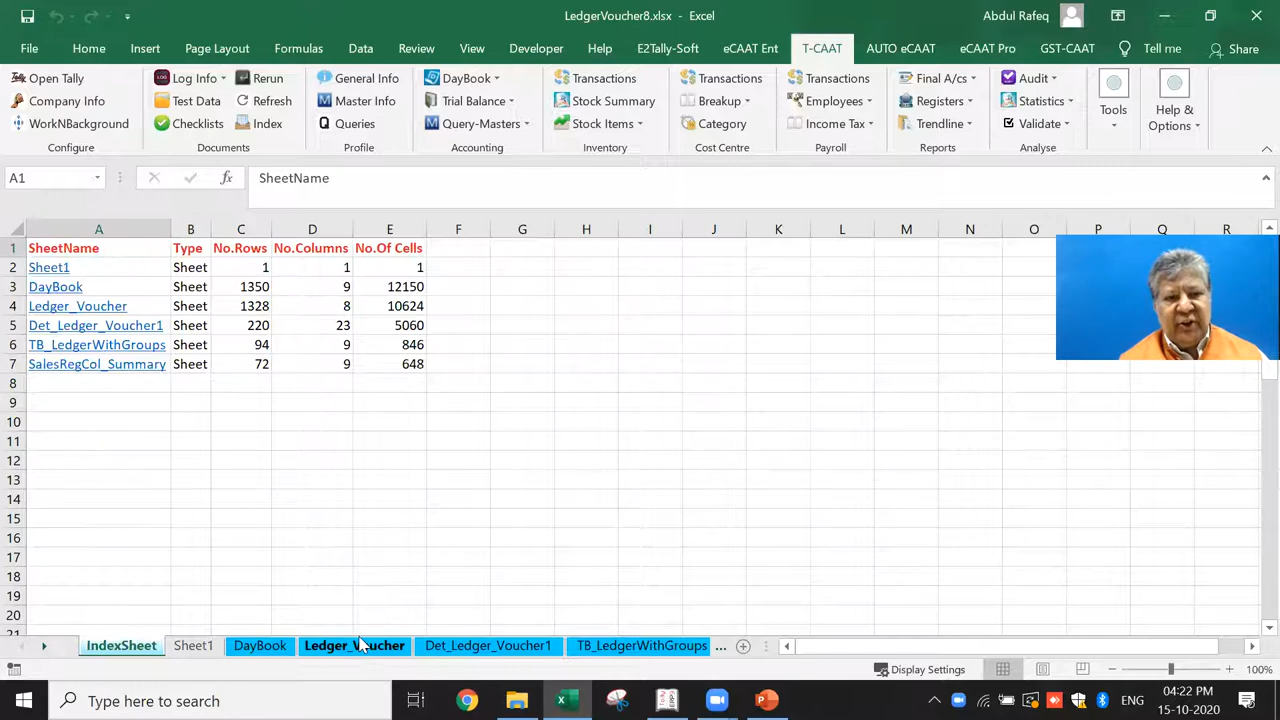 LedgerVoucher8.xlsx - Excel
Abdul Rafeq
File Home Insert Page Layout Formulas Data Review View Developer Help E2Tally-Soft eCAAT Ent T-CAAT AUTO eCAAT eCAAT Pro GST-CAAT Tell me Share
Open Tally Log Info Rerun General Info DayBook Transactions Transactions Transactions Final A/cs Audit
Company Info Test Data Refresh Master Info Trial Balance Stock Summary Breakup Employees Registers Statistics Tools Help &
WorkNBackground Checklists Index Queries Query-Masters Stock Items Category Income Tax Trendline Validate Options
Configure Documents Profile Accounting Inventory Cost Centre Payroll Reports Analyse
A1 fx SheetName
A B C D E F G H I J K L M N O P Q R
1 SheetName Type No.Rows No.Columns No.Of Cells
2 Sheet1 Sheet 1 1 1
3 DayBook Sheet 1350 9 12150
4 Ledger_Voucher Sheet 1328 8 10624
5 Det_Ledger_Voucher1 Sheet 220 23 5060
6 TB_LedgerWithGroups Sheet 94 9 846
7 SalesRegCol_Summary Sheet 72 9 648
8
9
10
11
12
13
14
15
16
17
18
19
20
21
IndexSheet Sheet1 DayBook Ledger_Voucher Det_Ledger_Voucher1 TB_LedgerWithGroups ...
Display Settings 100%
Type here to search
ENG
04:22 PM
15-10-2020